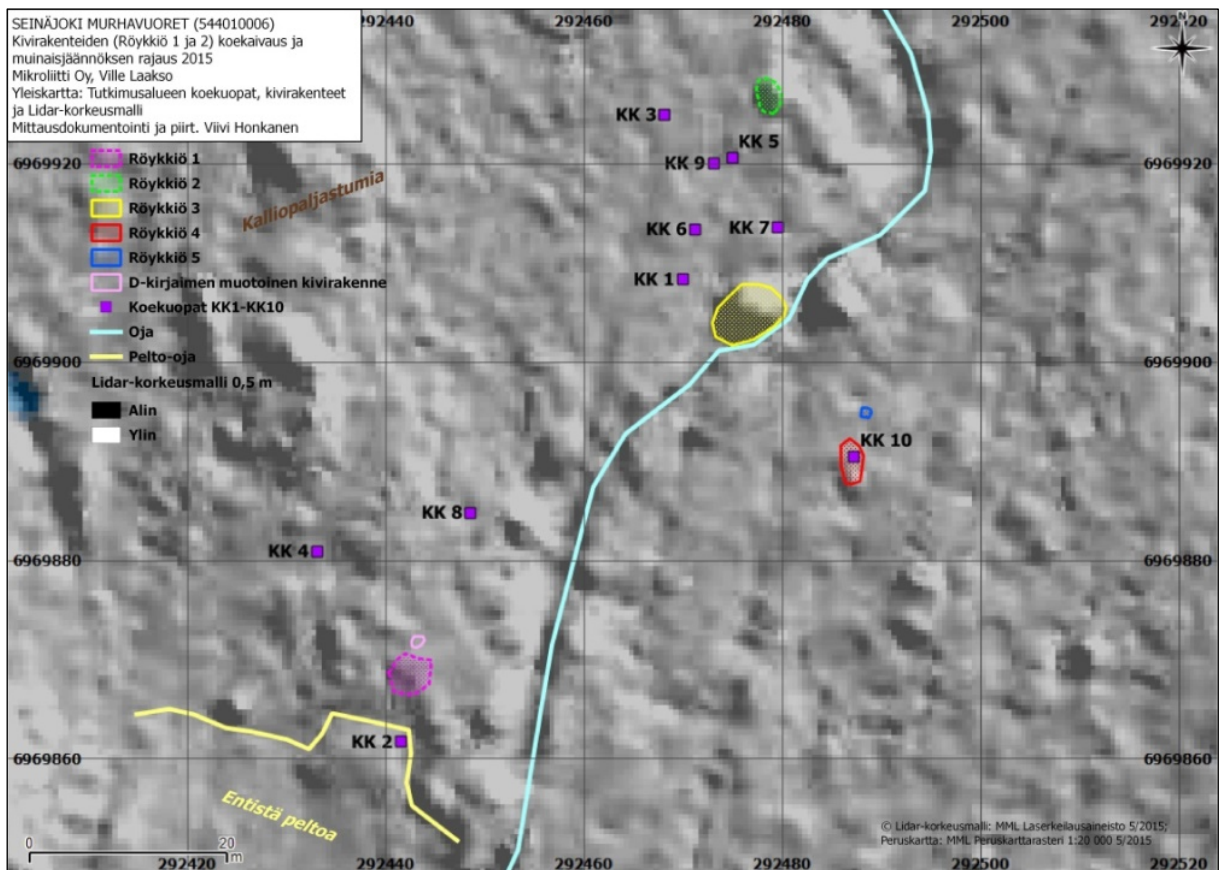 SEINÄJOKI MURHAVUORET (544010006)
Kivirakenteiden (Röykkiö 1 ja 2) koekaivaus ja
muinaisjäännöksen rajaus 2015
Mikroliitti Oy, Ville Laakso
Yleiskartta: Tutkimusalueen koekuopat, kivirakenteet
ja Lidar-korkeusmalli
Mittausdokumentointi ja piirt. Viivi Honkanen
292440
292460
292480
292500
292520
N
Röykkiö 1
Röykkiö 2
Röykkiö 3
Röykkiö 4
Röykkiö 5
D-kirjaimen muotoinen kivirakenne
Koekuopat KK1-KK10
Oja
Pelto-oja
Lidar-korkeusmalli 0,5 m
Alin
Ylin
Kalliopaljastumia
KK 3
KK 5
KK 9
KK 6
KK 7
KK 1
KK 10
KK 8
KK 4
KK 2
Entistä peltoa
6969920
6969920
6969900
6969900
6969880
6969880
6969860
6969860
0
20
m
© Lidar-korkeusmalli: MML Laserkeilausaineisto 5/2015;
Peruskartta: MML Peruskarttarasteri 1:20 000 5/2015
292420
292440
292460
292480
292500
292520